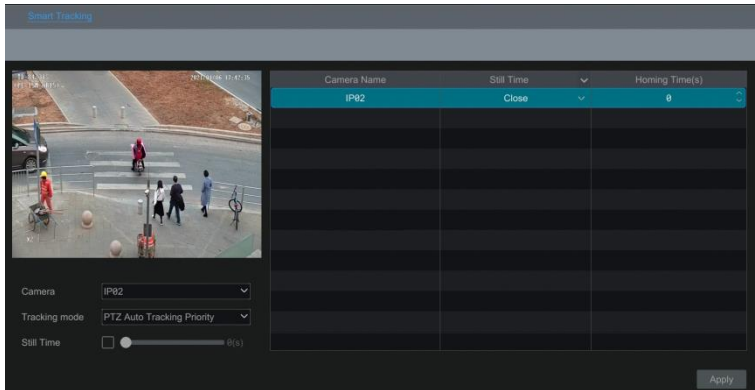 Smart Tracking
Camera Name Still Time Homing Time(s)
IP02 Close 0
Camera IP02
Tracking mode PTZ Auto Tracking Priority
Still Time 0(s)
Apply